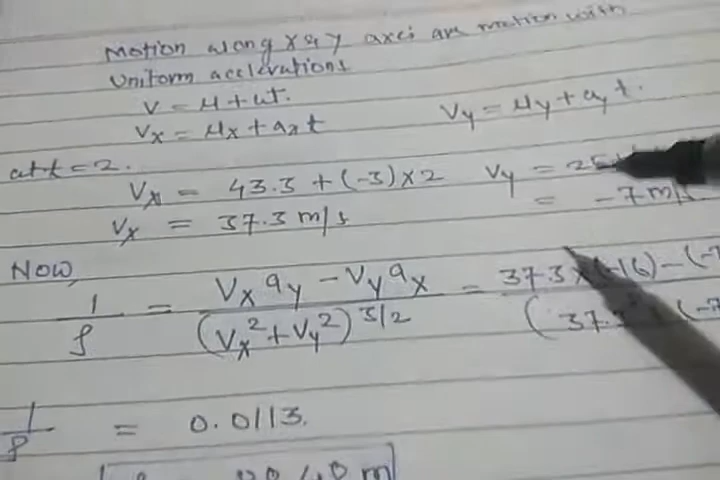 Motion along x & y axes are motion with
Uniform accelerations
V = u + at.
Vx = ux + ax t Vy = uy + ay t.
at t = 2.
Vx = 43.3 + (-3) × 2 Vy = 25
Vx = 37.3 m/s = -7 m/s
Now,
1/ρ = (Vx ay - Vy ax) / (Vx² + Vy²)^3/2 = 37.3 × (-16) - (-7 / (37.3² + (-7
1/ρ = 0.0113.